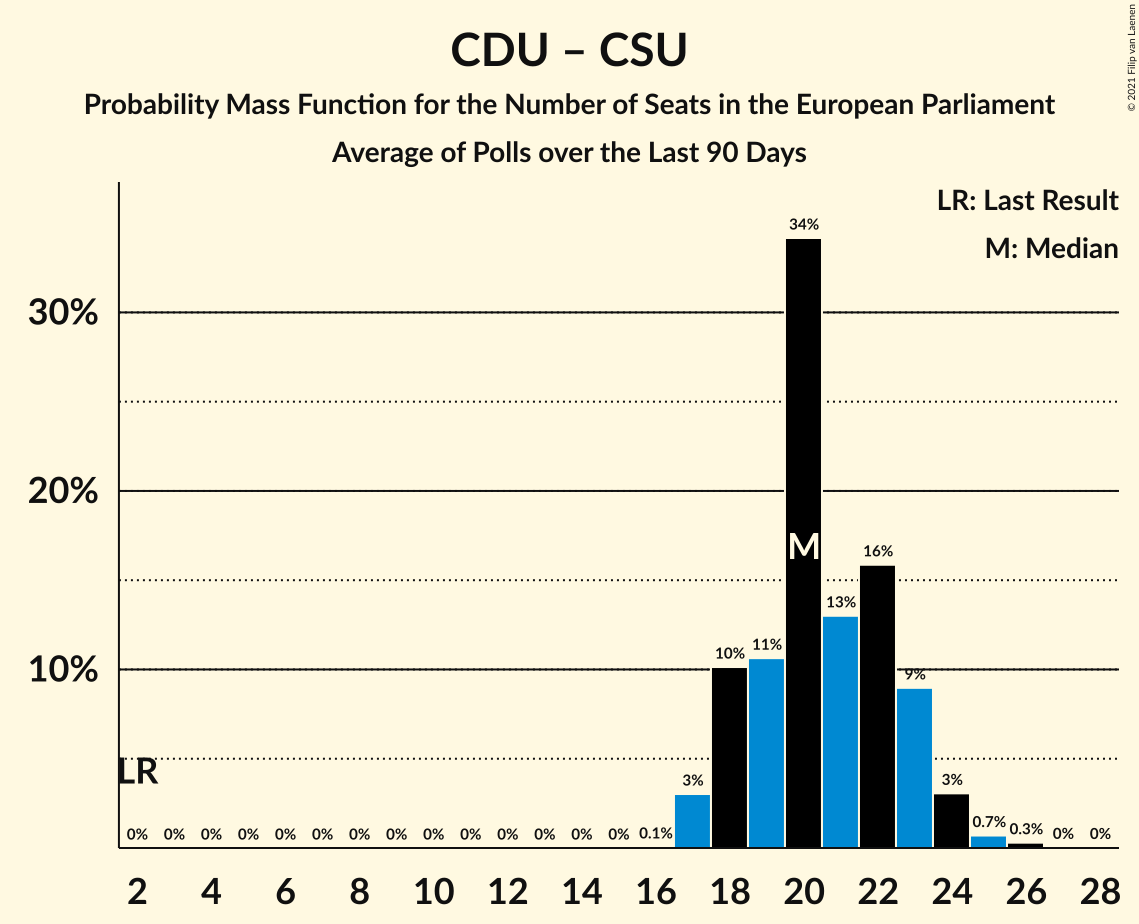 CDU – CSU
Probability Mass Function for the Number of Seats in the European Parliament
Average of Polls over the Last 90 Days
© 2021 Filip van Laenen
LR: Last Result
M: Median
30%
20%
10%
LR
M
0% 0% 0% 0% 0% 0% 0% 0% 0% 0% 0% 0% 0% 0% 0.1% 3% 10% 11% 34% 13% 16% 9% 3% 0.7% 0.3% 0% 0%
2 4 6 8 10 12 14 16 18 20 22 24 26 28